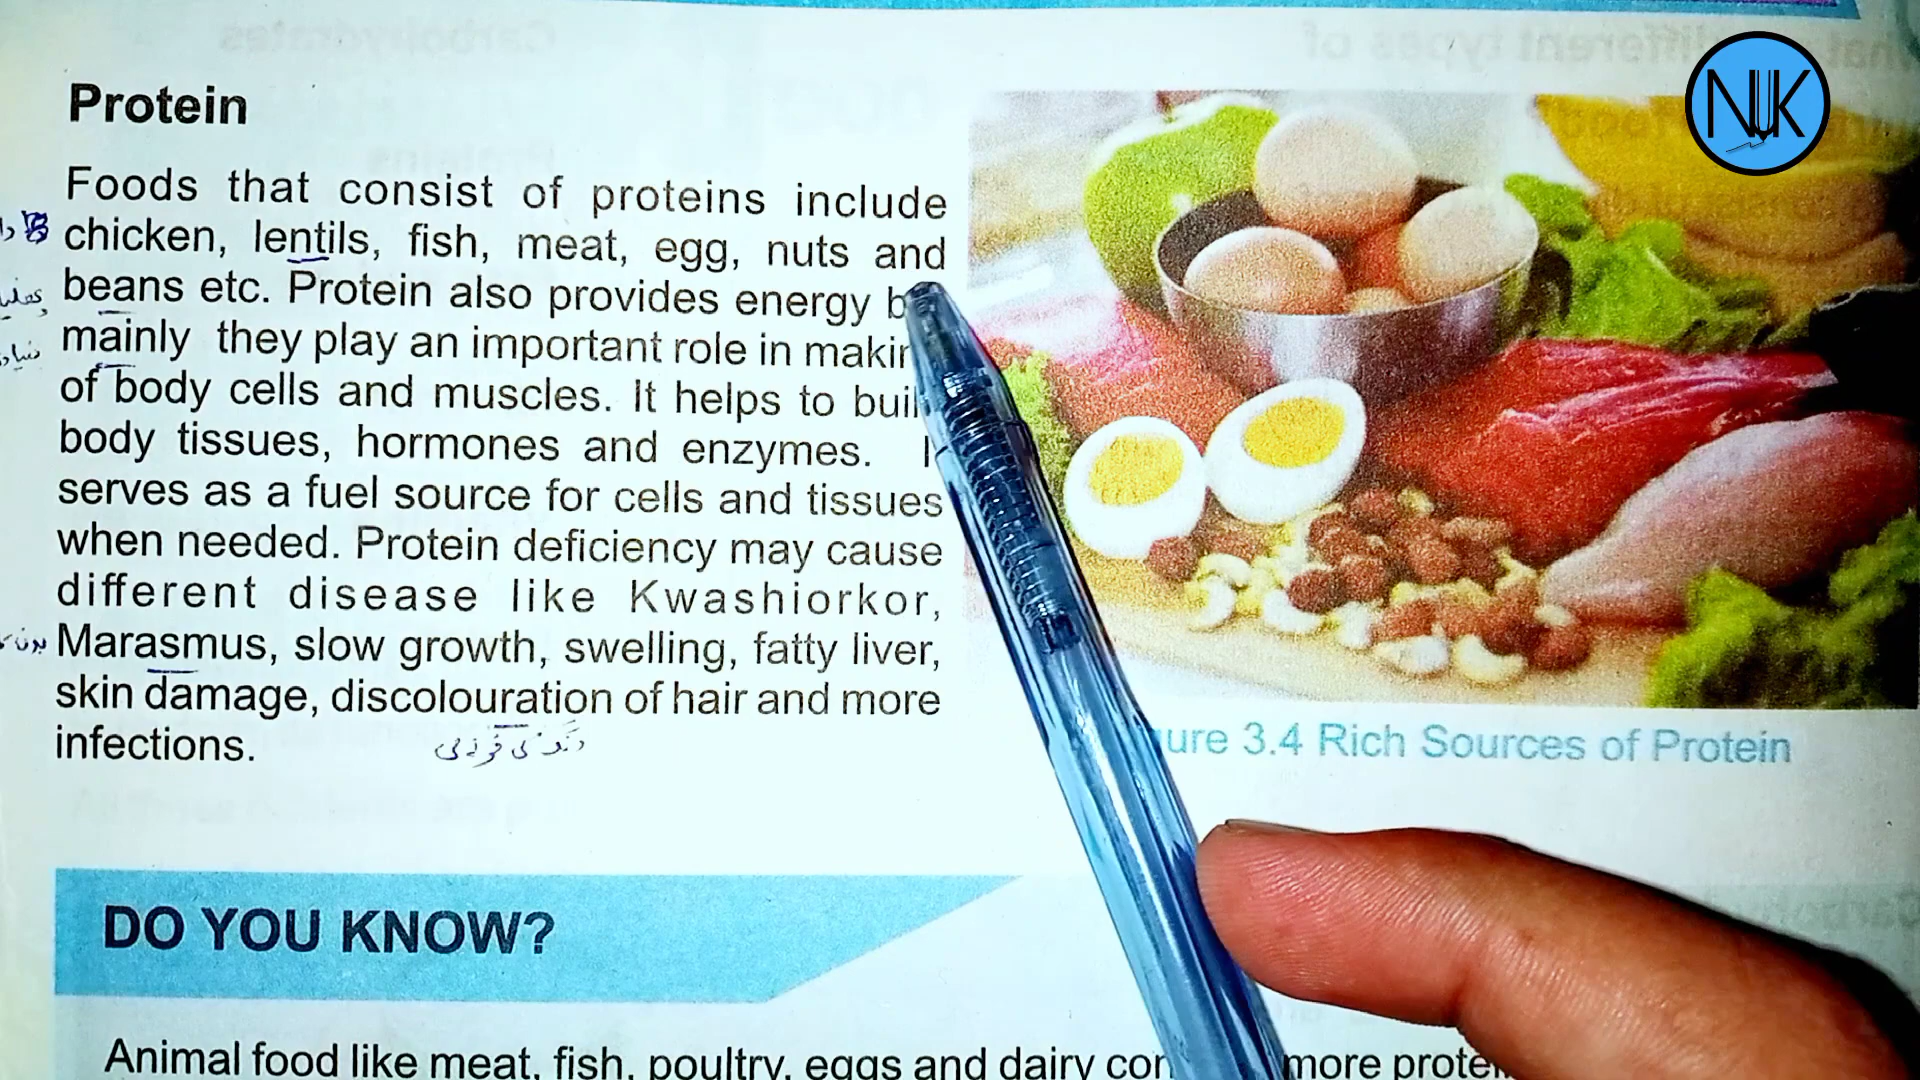 NUK
Protein
Foods that consist of proteins include
chicken, lentils, fish, meat, egg, nuts and
beans etc. Protein also provides energy
mainly they play an important role in
of body cells and muscles. It helps to
body tissues, hormones and enzymes.
serves as a fuel source for cells and tissues
when needed. Protein deficiency may cause
different disease like Kwashiorkor,
Marasmus, slow growth, swelling, fatty liver,
skin damage, discolouration of hair and more
infections.
3.4 Rich Sources of Protein
DO YOU KNOW?
Animal food like meat, fish, poultry, eggs and dairy more